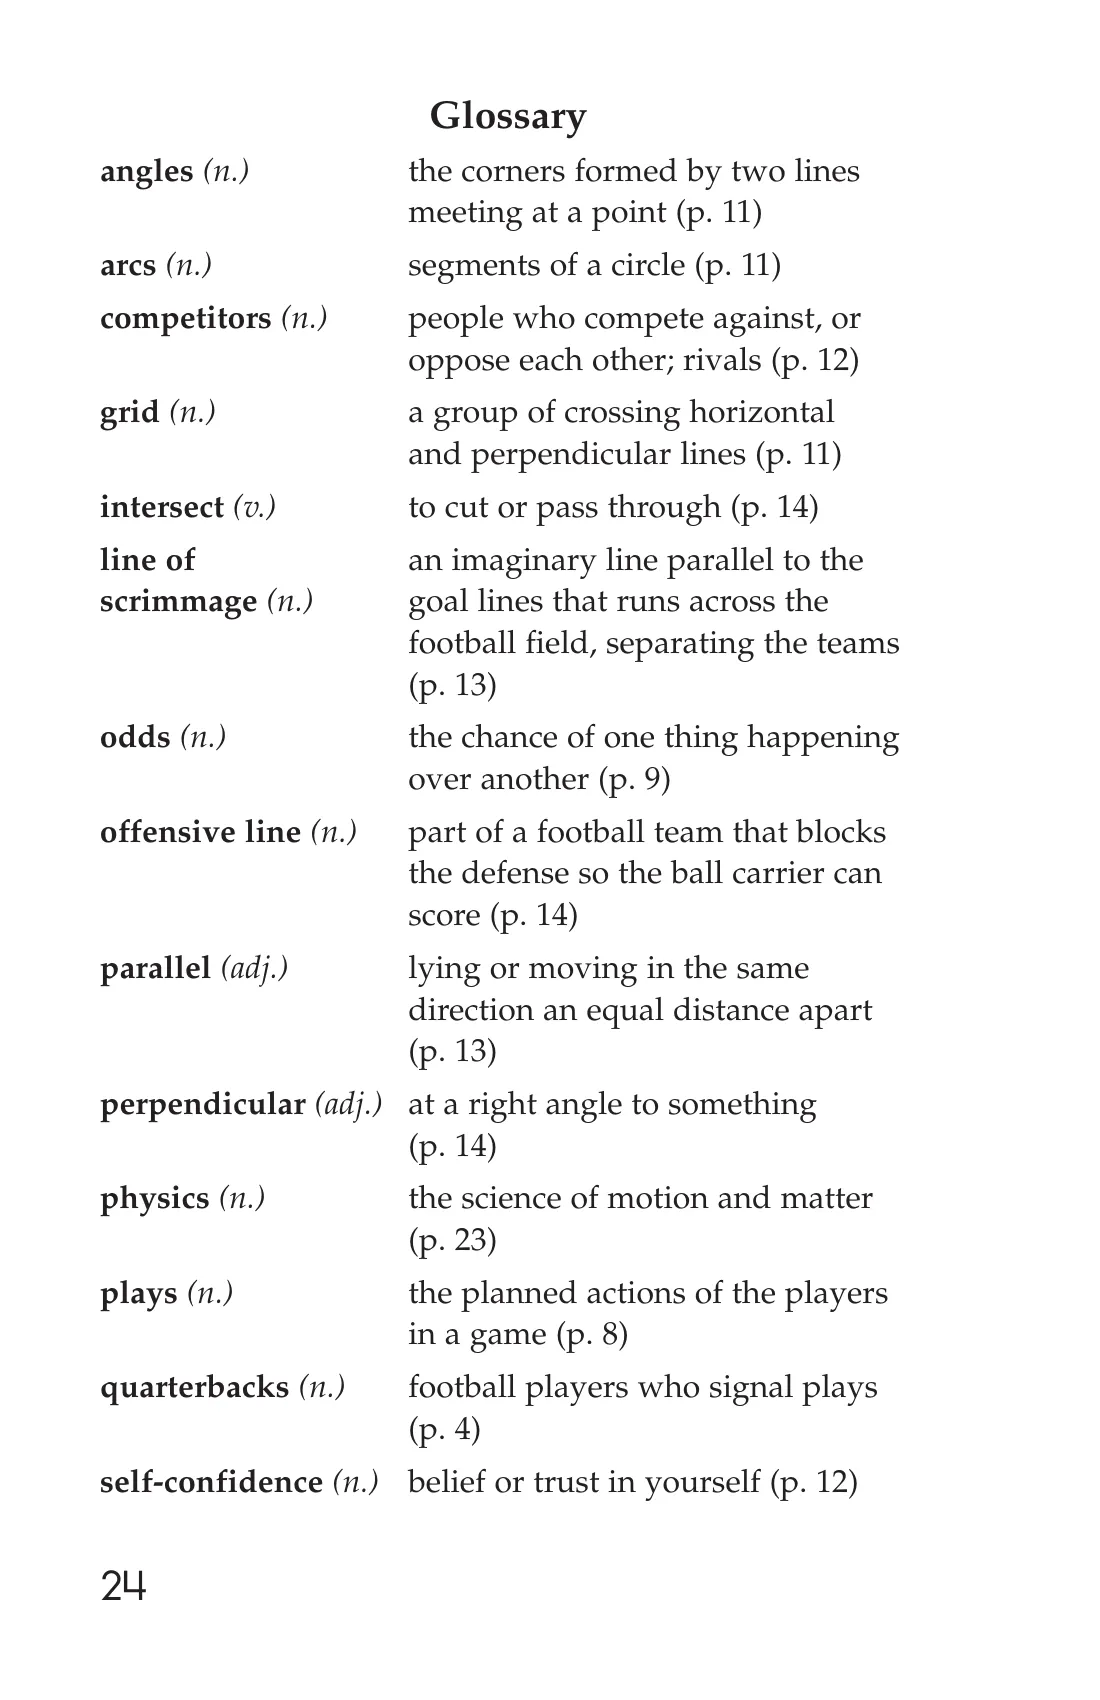 Glossary
angles (n.) the corners formed by two lines
meeting at a point (p. 11)
arcs (n.) segments of a circle (p. 11)
competitors (n.) people who compete against, or
oppose each other; rivals (p. 12)
grid (n.) a group of crossing horizontal
and perpendicular lines (p. 11)
intersect (v.) to cut or pass through (p. 14)
line of an imaginary line parallel to the
scrimmage (n.) goal lines that runs across the
football field, separating the teams
(p. 13)
odds (n.) the chance of one thing happening
over another (p. 9)
offensive line (n.) part of a football team that blocks
the defense so the ball carrier can
score (p. 14)
parallel (adj.) lying or moving in the same
direction an equal distance apart
(p. 13)
perpendicular (adj.) at a right angle to something
(p. 14)
physics (n.) the science of motion and matter
(p. 23)
plays (n.) the planned actions of the players
in a game (p. 8)
quarterbacks (n.) football players who signal plays
(p. 4)
self-confidence (n.) belief or trust in yourself (p. 12)
24